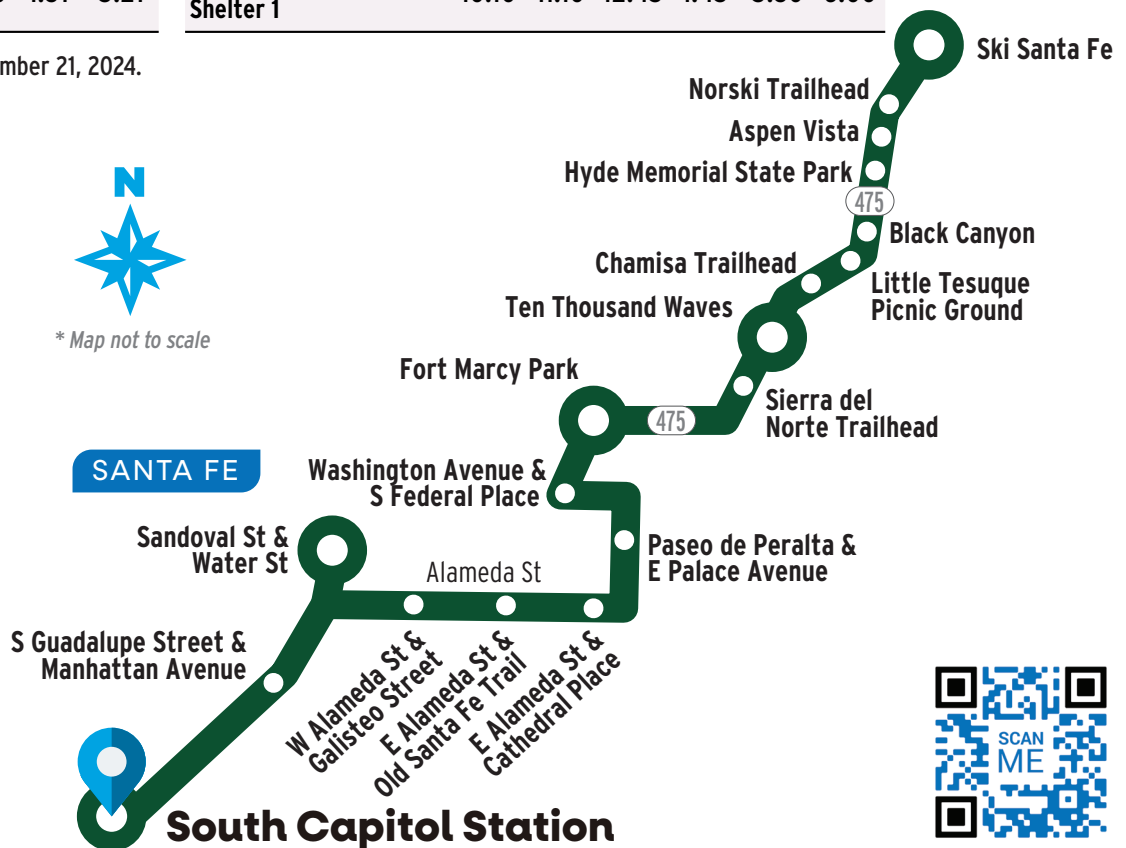 Shelter 1
mber 21, 2024.
Ski Santa Fe
Norski Trailhead
Aspen Vista
Hyde Memorial State Park
475
Black Canyon
Chamisa Trailhead
Little Tesuque
Picnic Ground
Ten Thousand Waves
N
* Map not to scale
Fort Marcy Park
475
Sierra del
Norte Trailhead
SANTA FE
Washington Avenue &
S Federal Place
Sandoval St &
Water St
Paseo de Peralta &
E Palace Avenue
Alameda St
S Guadalupe Street &
Manhattan Avenue
W Alameda St &
Galisteo Street
E Alameda St &
Old Santa Fe Trail
E Alameda St &
Cathedral Place
SCAN
ME
South Capitol Station